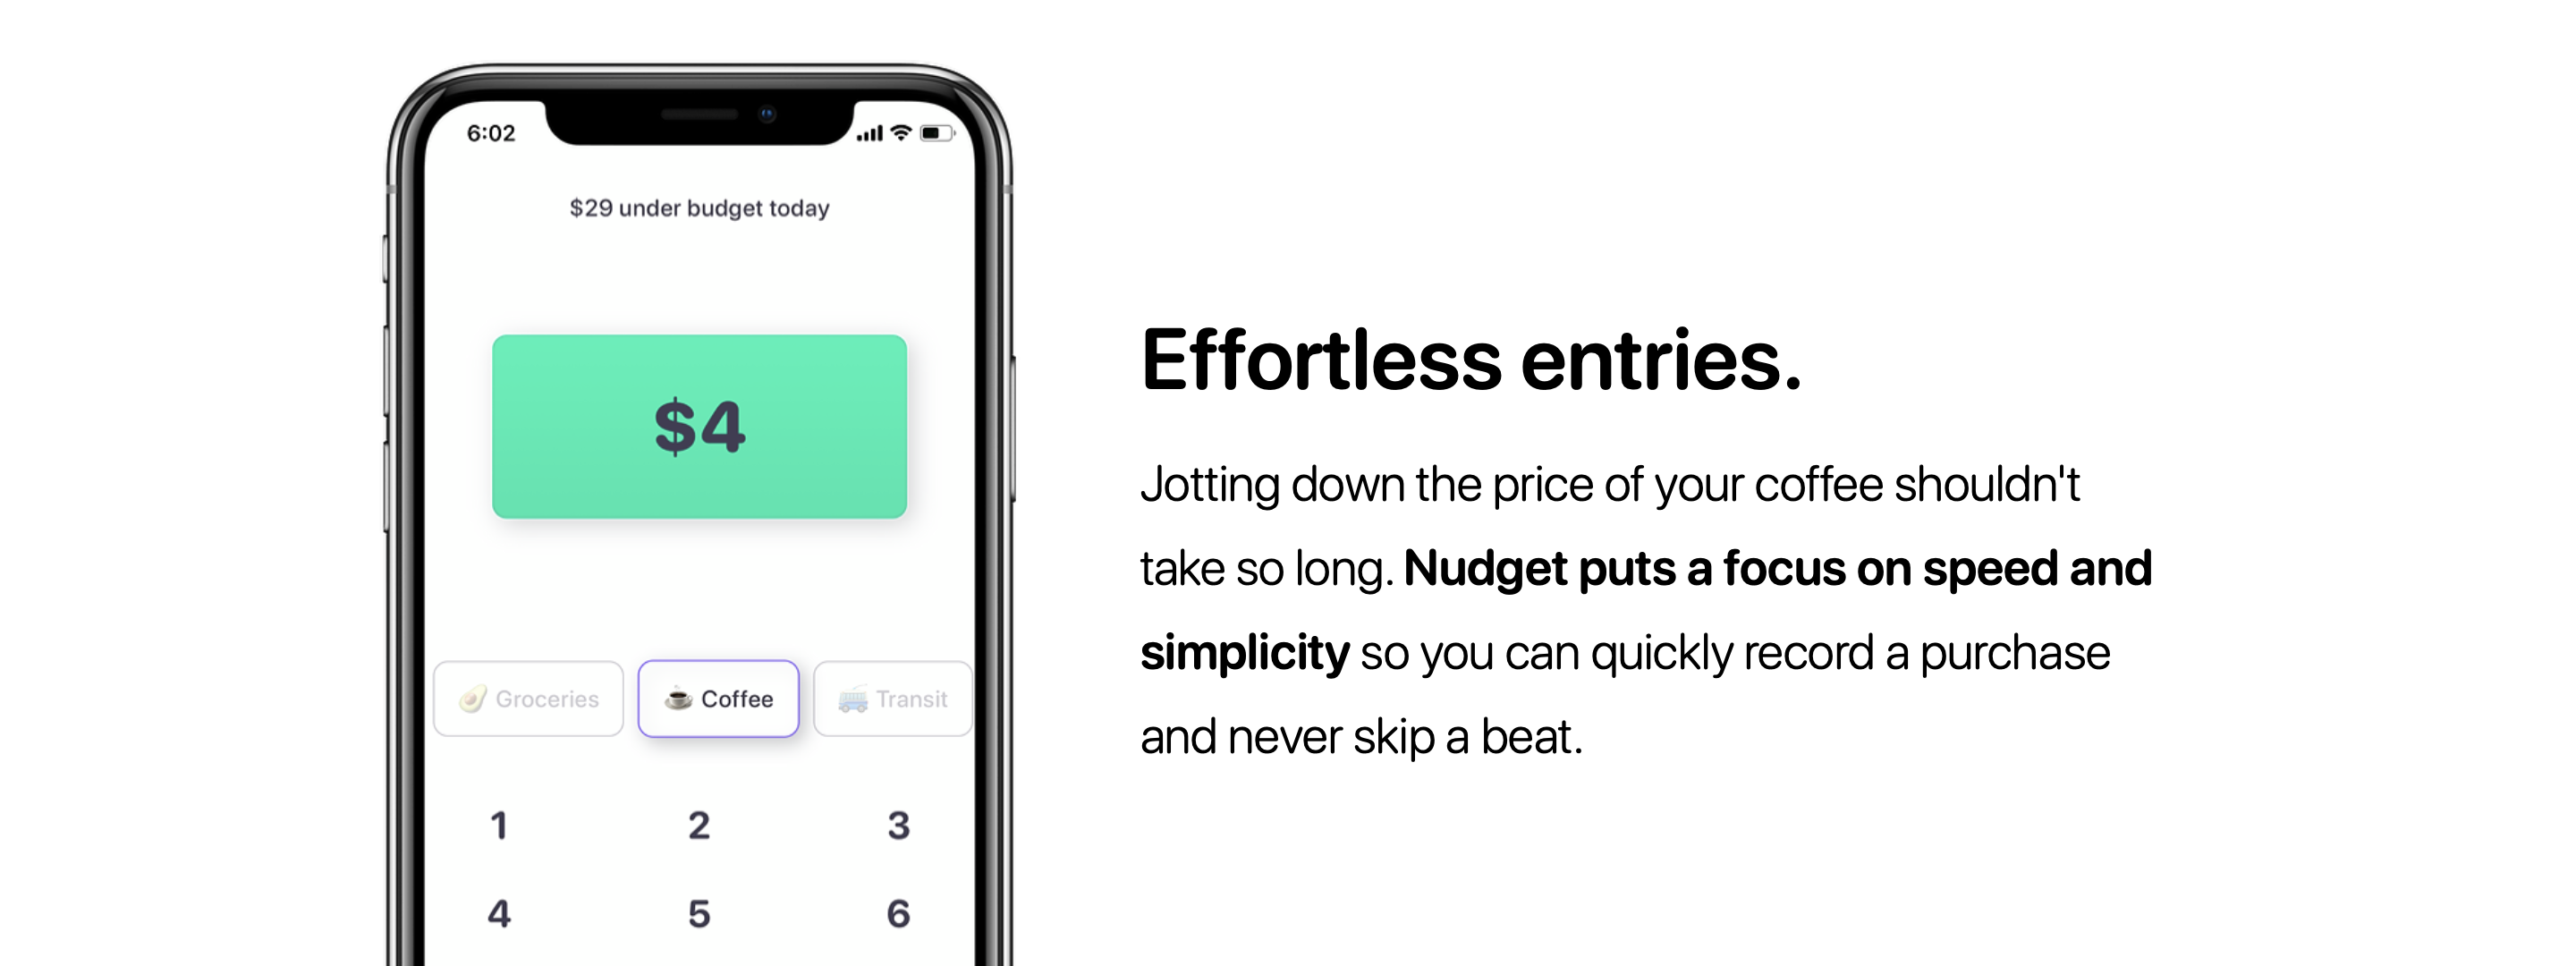 6:02
$29 under budget today
$4
Groceries
Coffee
Transit
1 2 3
4 5 6
Effortless entries.
Jotting down the price of your coffee shouldn't
take so long. Nudget puts a focus on speed and
simplicity so you can quickly record a purchase
and never skip a beat.